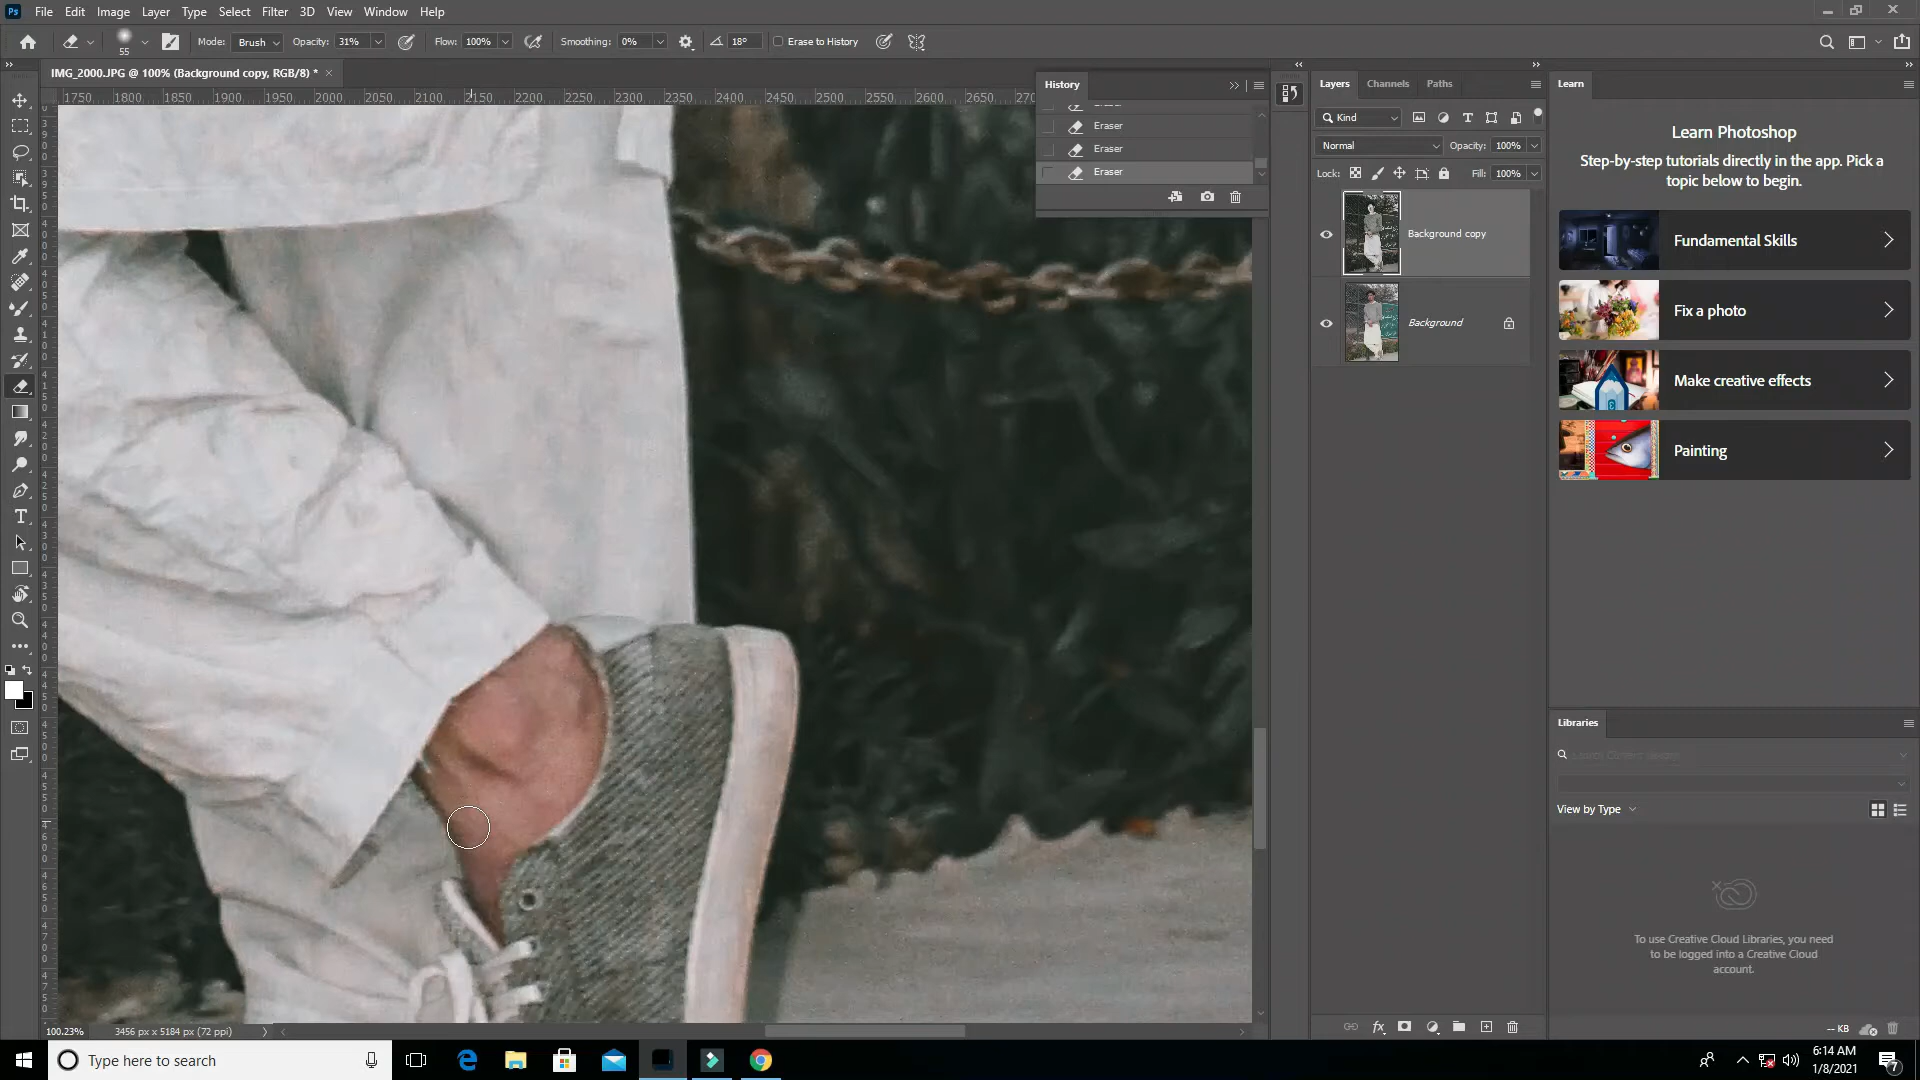 Ps File Edit Image Layer Type Select Filter 3D View Window Help
55 Mode: Brush Opacity: 31% Flow: 100% Smoothing: 0% 18° Erase to History
IMG_2000.JPG @ 100% (Background copy, RGB/8) * ×
1750 1800 1850 1900 1950 2000 2050 2100 2150 2200 2250 2300 2350 2400 2450 2500 2550 2600 2650 2700
History
Eraser
Eraser
Eraser
Eraser
Layers Channels Paths
Kind
Normal Opacity: 100%
Lock: Fill: 100%
Background copy
Background
Learn
Learn Photoshop
Step-by-step tutorials directly in the app. Pick a
topic below to begin.
Fundamental Skills
Fix a photo
Make creative effects
Painting
Libraries
View by Type
To use Creative Cloud Libraries, you need
to be logged into a Creative Cloud
account.
-- KB
100.23% 3456 px x 5184 px (72 ppi)
Type here to search
6:14 AM
1/8/2021
7